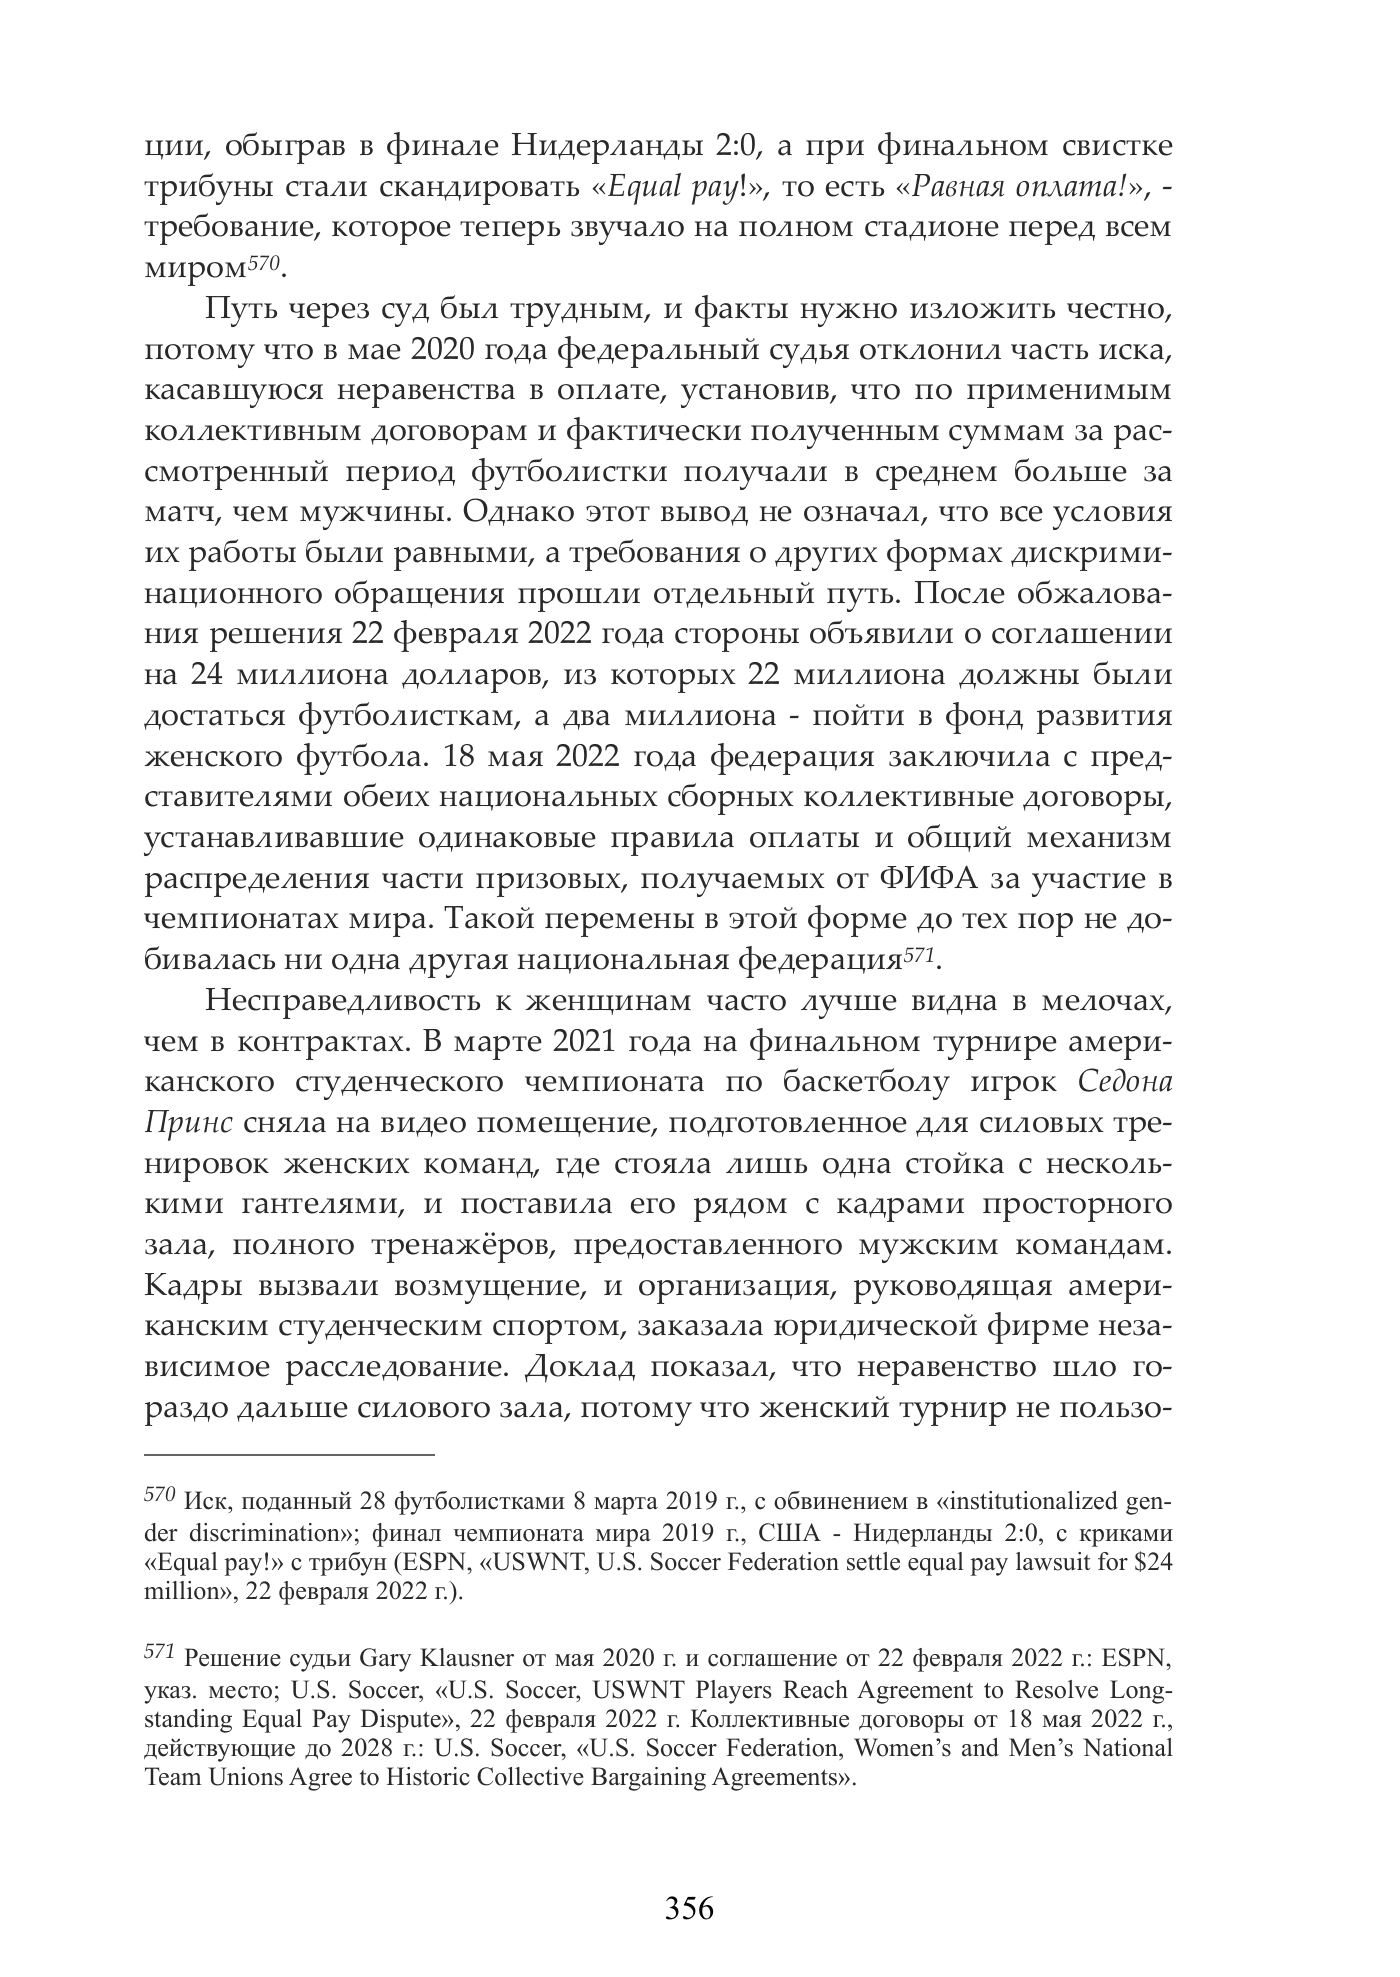 ции, обыграв в финале Нидерланды 2:0, а при финальном свистке
трибуны стали скандировать «Equal pay!», то есть «Равная оплата!», -
требование, которое теперь звучало на полном стадионе перед всем
миром570.
Путь через суд был трудным, и факты нужно изложить честно,
потому что в мае 2020 года федеральный судья отклонил часть иска,
касавшуюся неравенства в оплате, установив, что по применимым
коллективным договорам и фактически полученным суммам за рас-
смотренный период футболистки получали в среднем больше за
матч, чем мужчины. Однако этот вывод не означал, что все условия
их работы были равными, а требования о других формах дискрими-
национного обращения прошли отдельный путь. После обжалова-
ния решения 22 февраля 2022 года стороны объявили о соглашении
на 24 миллиона долларов, из которых 22 миллиона должны были
достаться футболисткам, а два миллиона - пойти в фонд развития
женского футбола. 18 мая 2022 года федерация заключила с пред-
ставителями обеих национальных сборных коллективные договоры,
устанавливавшие одинаковые правила оплаты и общий механизм
распределения части призовых, получаемых от ФИФА за участие в
чемпионатах мира. Такой перемены в этой форме до тех пор не до-
бивалась ни одна другая национальная федерация571.
Несправедливость к женщинам часто лучше видна в мелочах,
чем в контрактах. В марте 2021 года на финальном турнире амери-
канского студенческого чемпионата по баскетболу игрок Седона
Принс сняла на видео помещение, подготовленное для силовых тре-
нировок женских команд, где стояла лишь одна стойка с несколь-
кими гантелями, и поставила его рядом с кадрами просторного
зала, полного тренажёров, предоставленного мужским командам.
Кадры вызвали возмущение, и организация, руководящая амери-
канским студенческим спортом, заказала юридической фирме неза-
висимое расследование. Доклад показал, что неравенство шло го-
раздо дальше силового зала, потому что женский турнир не пользо-
570 Иск, поданный 28 футболистками 8 марта 2019 г., с обвинением в «institutionalized gen-
der discrimination»; финал чемпионата мира 2019 г., США - Нидерланды 2:0, с криками
«Equal pay!» с трибун (ESPN, «USWNT, U.S. Soccer Federation settle equal pay lawsuit for $24
million», 22 февраля 2022 г.).
571 Решение судьи Gary Klausner от мая 2020 г. и соглашение от 22 февраля 2022 г.: ESPN,
указ. место; U.S. Soccer, «U.S. Soccer, USWNT Players Reach Agreement to Resolve Long-
standing Equal Pay Dispute», 22 февраля 2022 г. Коллективные договоры от 18 мая 2022 г.,
действующие до 2028 г.: U.S. Soccer, «U.S. Soccer Federation, Women’s and Men’s National
Team Unions Agree to Historic Collective Bargaining Agreements».
356